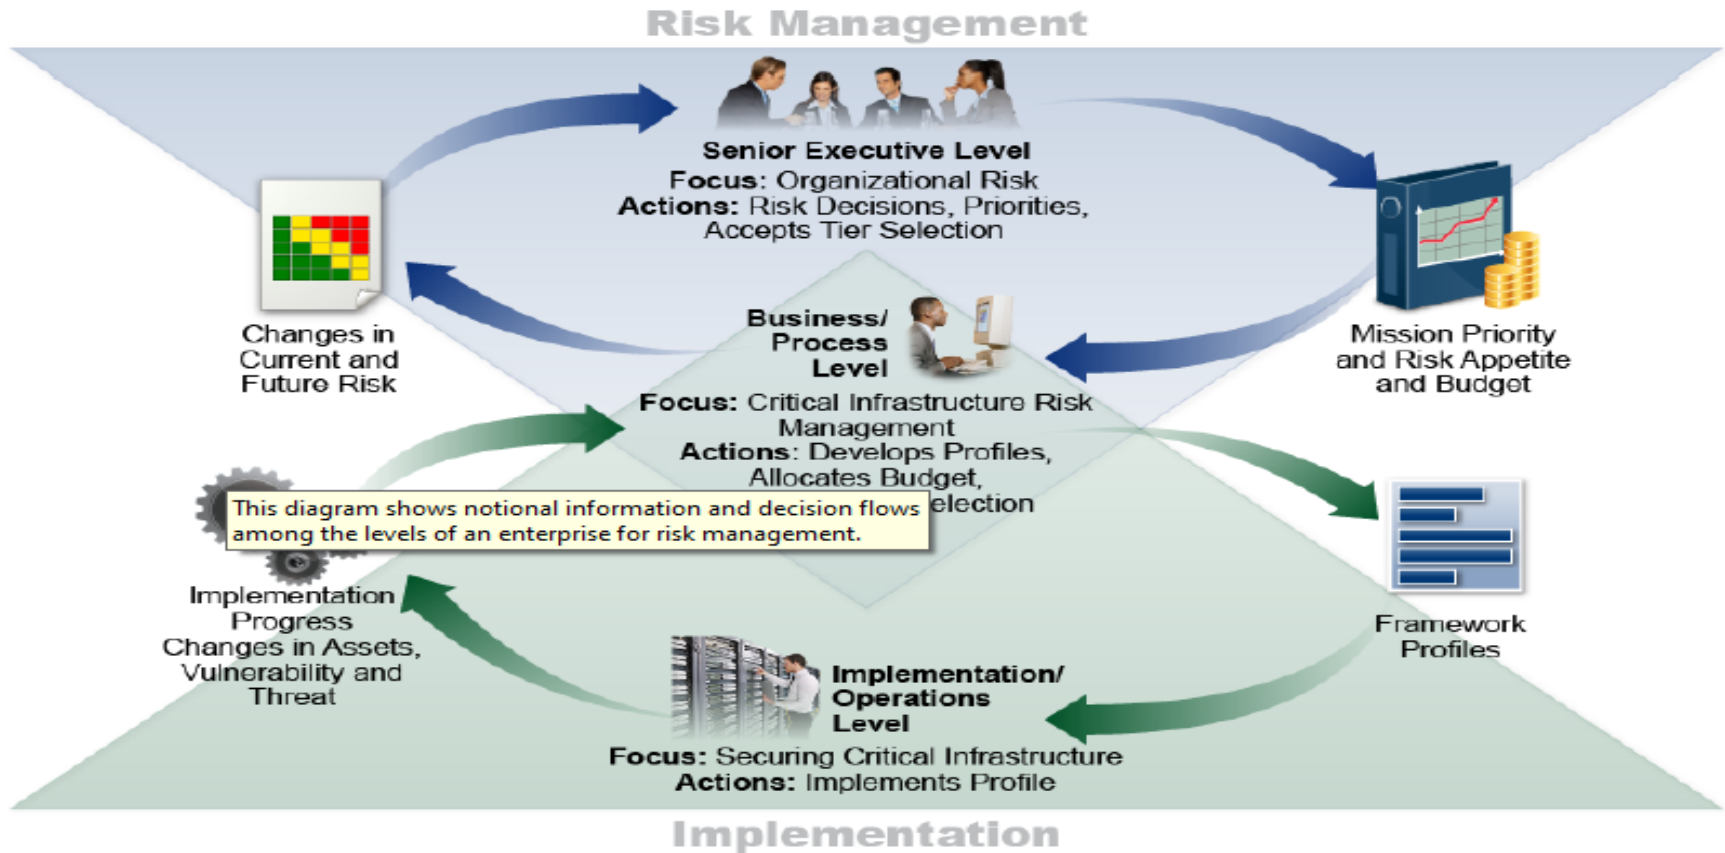 Risk Management
Senior Executive Level
Focus: Organizational Risk
Actions: Risk Decisions, Priorities,
Accepts Tier Selection
Changes in
Current and
Future Risk
Mission Priority
and Risk Appetite
and Budget
Business/
Process
Level
Focus: Critical Infrastructure Risk
Management
Actions: Develops Profiles,
Allocates Budget,
election
This diagram shows notional information and decision flows
among the levels of an enterprise for risk management.
Implementation
Progress
Changes in Assets,
Vulnerability and
Threat
Framework
Profiles
Implementation/
Operations
Level
Focus: Securing Critical Infrastructure
Actions: Implements Profile
Implementation